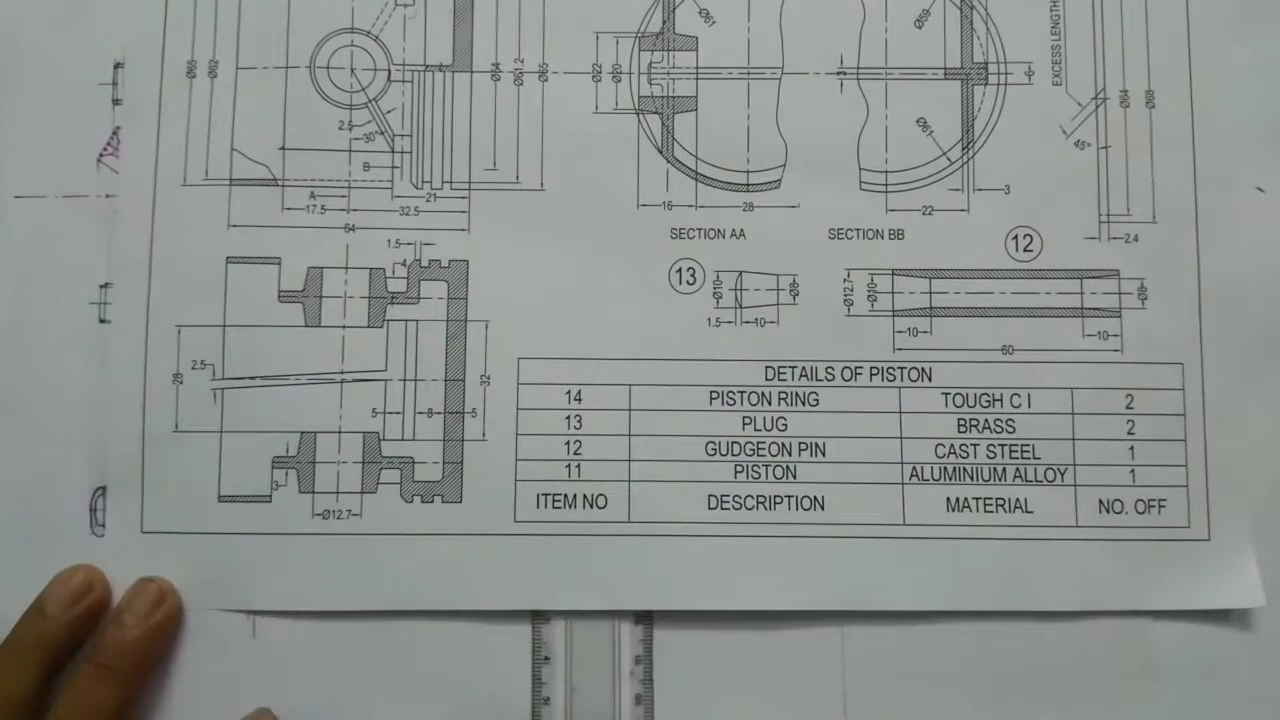 Ø61
Ø59
EXCESS LENGTH
Ø65
Ø62
Ø54
Ø61.2
Ø65
Ø22
Ø20
3
6
Ø64
Ø68
2.5
30°
Ø61
45°
B
A
21
17.5
32.5
64
16
28
22
3
2.4
SECTION AA
SECTION BB
12
13
1.5
4
Ø10
Ø8
1.5
10
Ø12.7
Ø10
Ø8
10
10
60
2.5
28
32
5
8
5
3
Ø12.7
DETAILS OF PISTON
14 PISTON RING TOUGH C I 2
13 PLUG BRASS 2
12 GUDGEON PIN CAST STEEL 1
11 PISTON ALUMINIUM ALLOY 1
ITEM NO DESCRIPTION MATERIAL NO. OFF